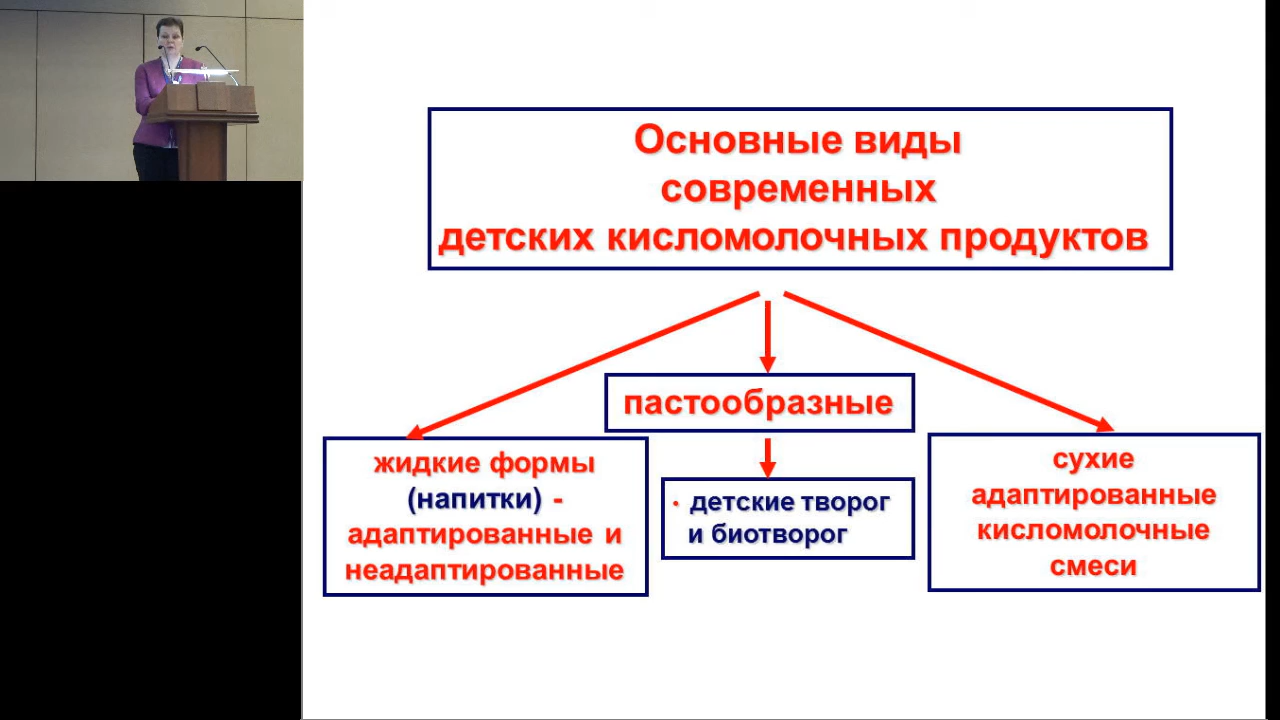 Основные виды
современных
детских кисломолочных продуктов
пастообразные
жидкие формы
(напитки) -
адаптированные и
неадаптированные
• детские творог
и биотворог
сухие
адаптированные
кисломолочные
смеси